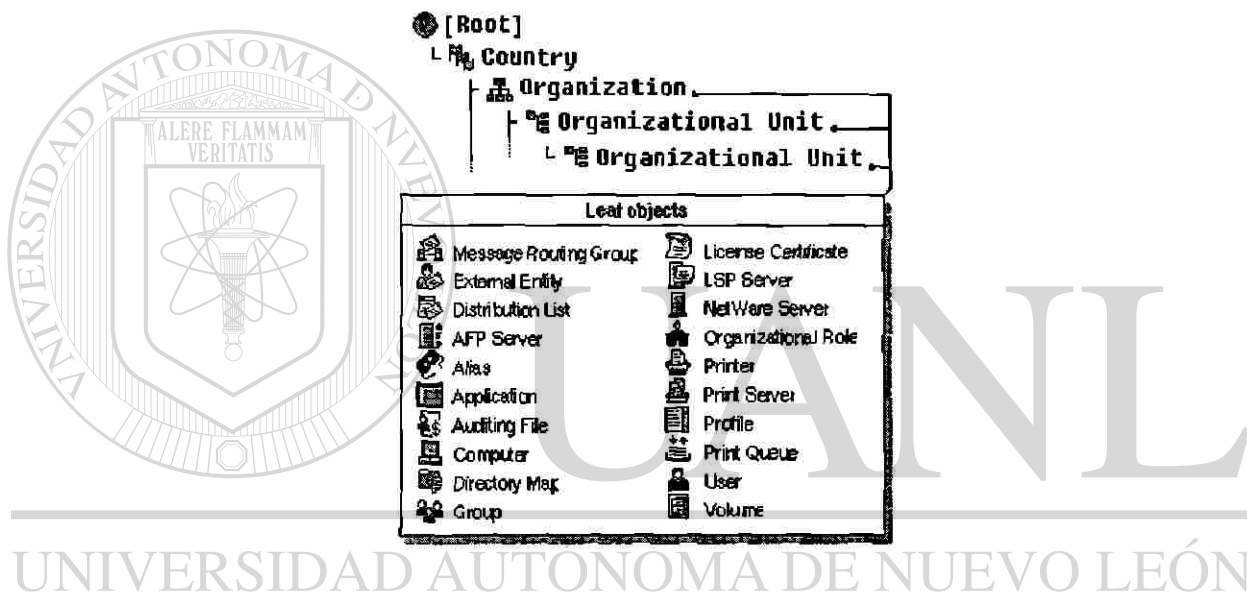 [Root]
Country
Organization
Organizational Unit
Organizational Unit
Leaf objects
Message Routing Group
External Entity
Distribution List
AFP Server
Alias
Application
Auditing File
Computer
Directory Map
Group
License Certificate
LSP Server
NetWare Server
Organizational Role
Printer
Print Server
Profile
Print Queue
User
Volume
ALERE FLAMMAM
VERITATIS
UANL
UNIVERSIDAD AUTÓNOMA DE NUEVO LEÓN